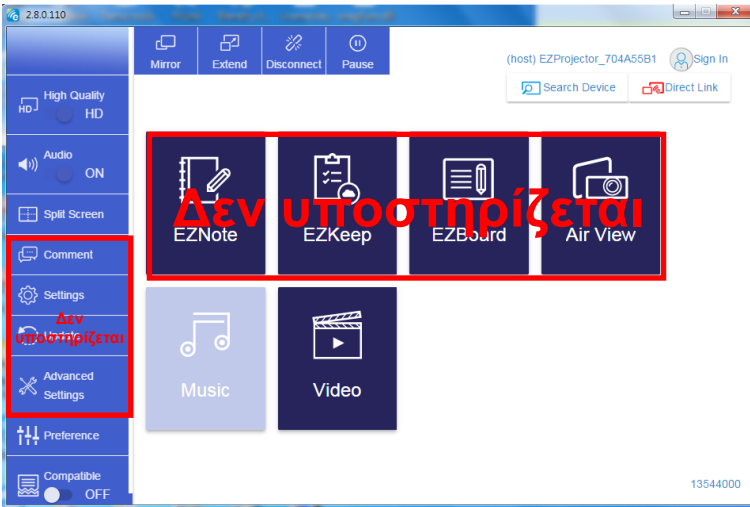 2.8.0.110
Mirror
Extend
Disconnect
Pause
(host) EZProjector_704A55B1
Sign In
Search Device
Direct Link
High Quality
HD
HD
Audio
ON
Split Screen
Comment
Settings
Update
Δεν
υποστηρίζεται
Advanced
Settings
Preference
Compatible
OFF
Δεν υποστηρίζεται
EZNote
EZKeep
EZBoard
Air View
Music
Video
13544000